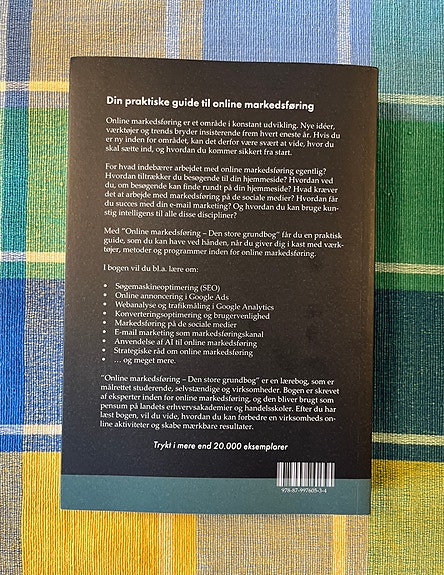 Din praktiske guide til online markedsføring
Online markedsføring er et område i konstant udvikling. Nye idéer,
værktøjer og trends bryder insisterende frem hvert eneste år. Hvis du
er ny inden for området, kan det derfor være svært at vide, hvor du
skal sætte ind, og hvordan du kommer sikkert fra start.
For hvad indebærer arbejdet med online markedsføring egentlig?
Hvordan tiltrækker du besøgende til din hjemmeside? Hvordan ved
du, om besøgende kan finde rundt på din hjemmeside? Hvad kræver
det at arbejde med markedsføring på de sociale medier? Hvordan får
du succes med din e-mail marketing? Og hvordan du kan bruge kun-
stig intelligens til alle disse discipliner?
Med "Online markedsføring – Den store grundbog" får du en praktisk
guide, som du kan have ved hånden, når du giver dig i kast med værk-
tøjer, metoder og programmer inden for online markedsføring.
I bogen vil du bl.a. lære om:
• Søgemaskineoptimering (SEO)
• Online annoncering i Google Ads
• Webanalyse og trafikmåling i Google Analytics
• Konverteringsoptimering og brugervenlighed
• Markedsføring på de sociale medier
• E-mail marketing som markedsføringskanal
• Anvendelse af AI til online markedsføring
• Strategiske råd om online markedsføring
• … og meget mere.
"Online markedsføring – Den store grundbog" er en lærebog, som er
målrettet studerende, selvstændige og virksomheder. Bogen er skrevet
af eksperter inden for online markedsføring, og den bliver brugt som
pensum på landets erhvervsakademier og handelsskoler. Efter du har
læst bogen, vil du vide, hvordan du kan forbedre en virksomheds on-
line aktiviteter og skabe mærkbare resultater.
Trykt i mere end 20.000 eksemplarer
978-87-997605-3-4